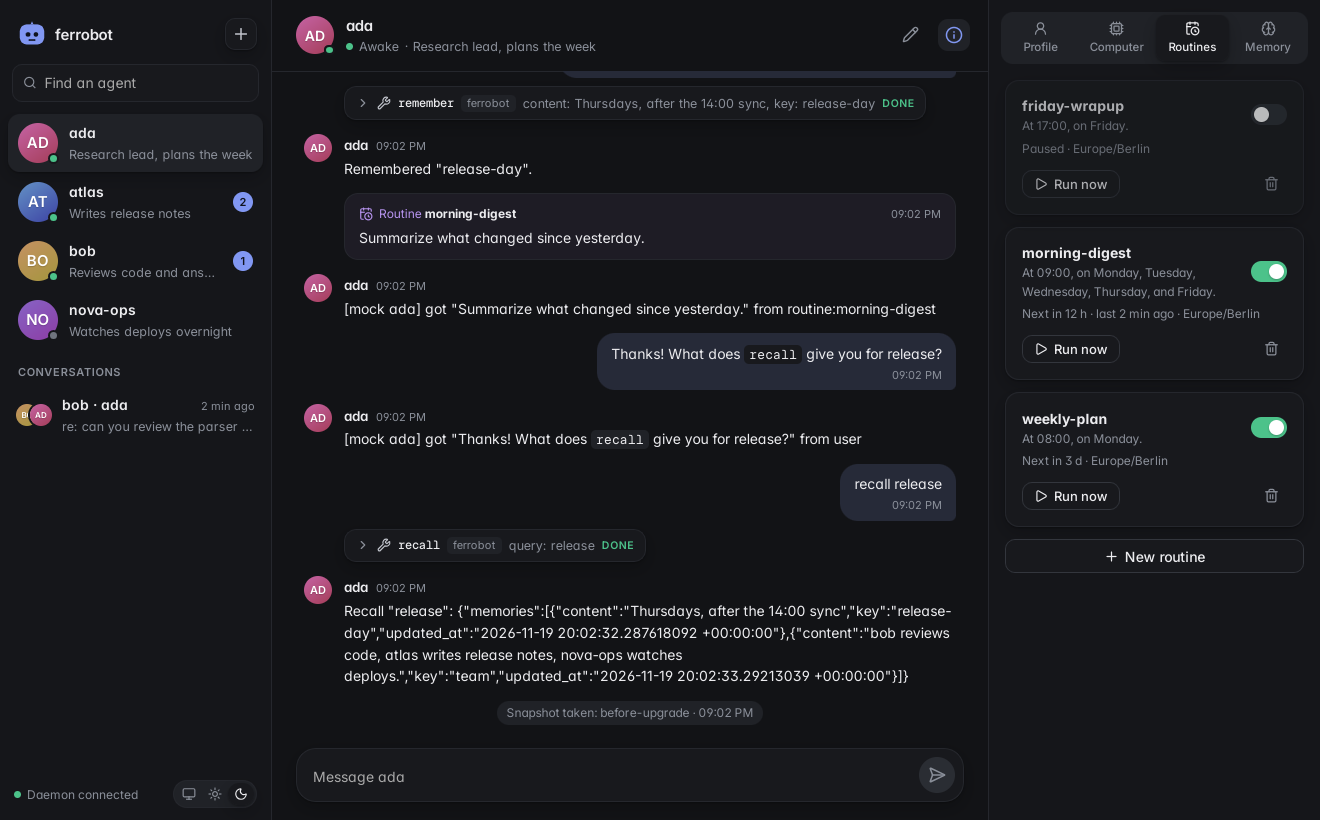 ferrobot
Find an agent
AD
ada
Research lead, plans the week
AT
atlas
Writes release notes
2
BO
bob
Reviews code and ans...
1
NO
nova-ops
Watches deploys overnight
CONVERSATIONS
AD
bob · ada
2 min ago
re: can you review the parser ...
Daemon connected
AD
ada
Awake · Research lead, plans the week
remember ferrobot content: Thursdays, after the 14:00 sync, key: release-day DONE
AD
ada 09:02 PM
Remembered "release-day".
Routine morning-digest 09:02 PM
Summarize what changed since yesterday.
AD
ada 09:02 PM
[mock ada] got "Summarize what changed since yesterday." from routine:morning-digest
Thanks! What does recall give you for release?
09:02 PM
AD
ada 09:02 PM
[mock ada] got "Thanks! What does recall give you for release?" from user
recall release
09:02 PM
recall ferrobot query: release DONE
AD
ada 09:02 PM
Recall "release": {"memories":[{"content":"Thursdays, after the 14:00 sync","key":"release-
day","updated_at":"2026-11-19 20:02:32.287618092 +00:00:00"},{"content":"bob reviews
code, atlas writes release notes, nova-ops watches
deploys.","key":"team","updated_at":"2026-11-19 20:02:33.29213039 +00:00:00"}]}
Snapshot taken: before-upgrade · 09:02 PM
Message ada
Profile
Computer
Routines
Memory
friday-wrapup
At 17:00, on Friday.
Paused · Europe/Berlin
Run now
morning-digest
At 09:00, on Monday, Tuesday,
Wednesday, Thursday, and Friday.
Next in 12 h · last 2 min ago · Europe/Berlin
Run now
weekly-plan
At 08:00, on Monday.
Next in 3 d · Europe/Berlin
Run now
New routine